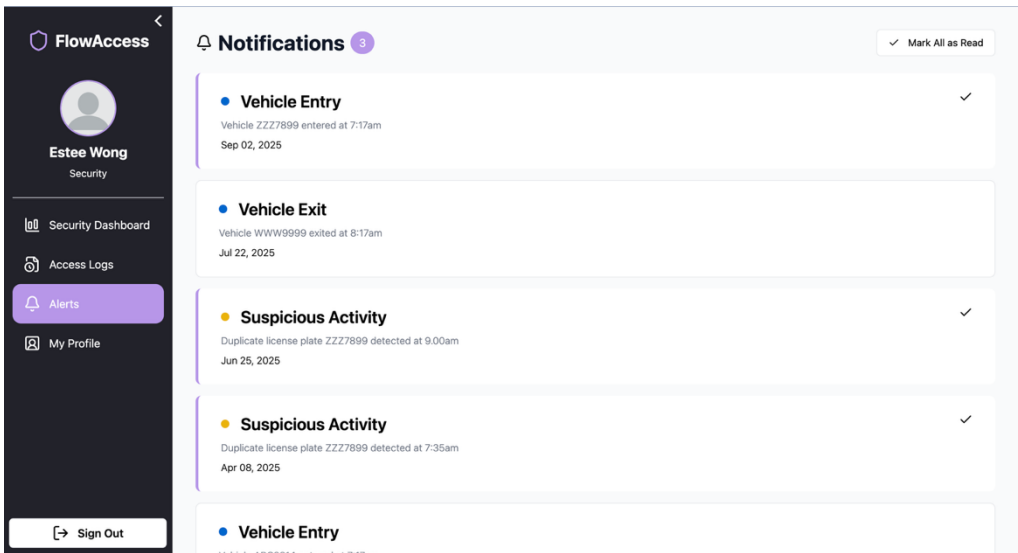 FlowAccess
Estee Wong
Security
Security Dashboard
Access Logs
Alerts
My Profile
Sign Out
Notifications 3
Mark All as Read
Vehicle Entry
Vehicle ZZZ7899 entered at 7:17am
Sep 02, 2025
Vehicle Exit
Vehicle WWW9999 exited at 8:17am
Jul 22, 2025
Suspicious Activity
Duplicate license plate ZZZ7899 detected at 9.00am
Jun 25, 2025
Suspicious Activity
Duplicate license plate ZZZ7899 detected at 7:35am
Apr 08, 2025
Vehicle Entry